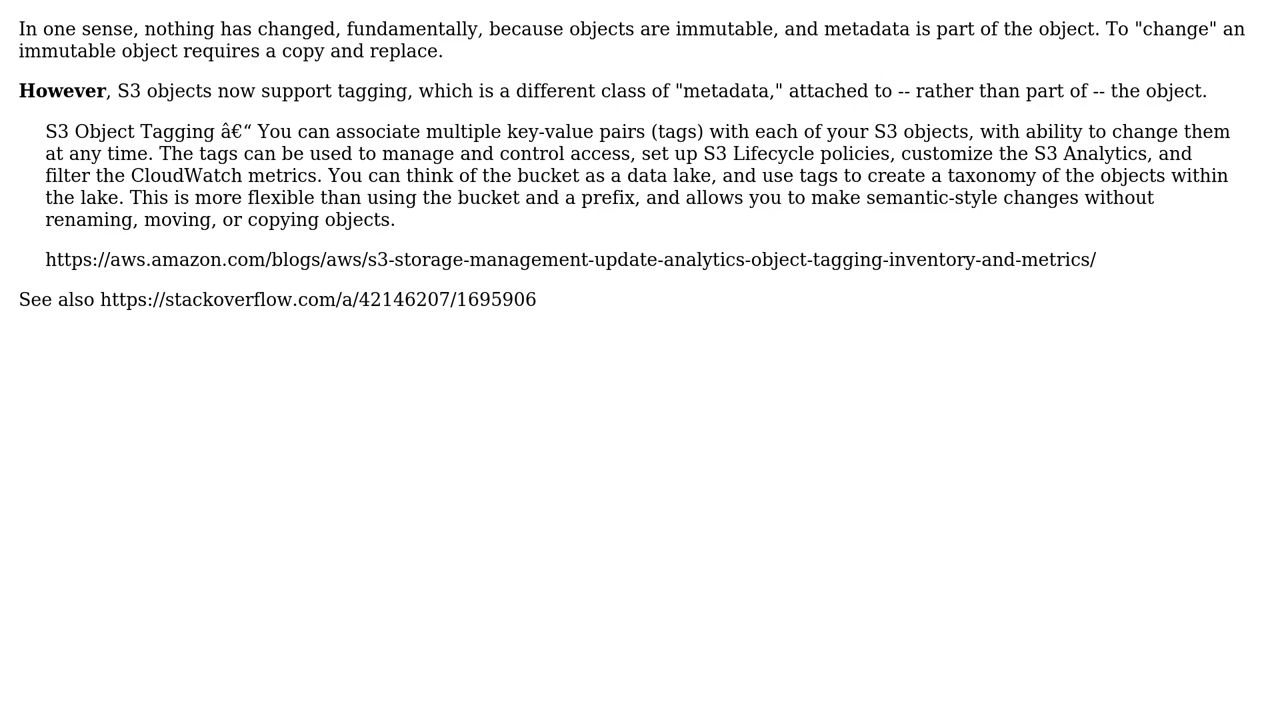 In one sense, nothing has changed, fundamentally, because objects are immutable, and metadata is part of the object. To "change" an
immutable object requires a copy and replace.
However, S3 objects now support tagging, which is a different class of "metadata," attached to -- rather than part of -- the object.
S3 Object Tagging â€“ You can associate multiple key-value pairs (tags) with each of your S3 objects, with ability to change them
at any time. The tags can be used to manage and control access, set up S3 Lifecycle policies, customize the S3 Analytics, and
filter the CloudWatch metrics. You can think of the bucket as a data lake, and use tags to create a taxonomy of the objects within
the lake. This is more flexible than using the bucket and a prefix, and allows you to make semantic-style changes without
renaming, moving, or copying objects.
https://aws.amazon.com/blogs/aws/s3-storage-management-update-analytics-object-tagging-inventory-and-metrics/
See also https://stackoverflow.com/a/42146207/1695906